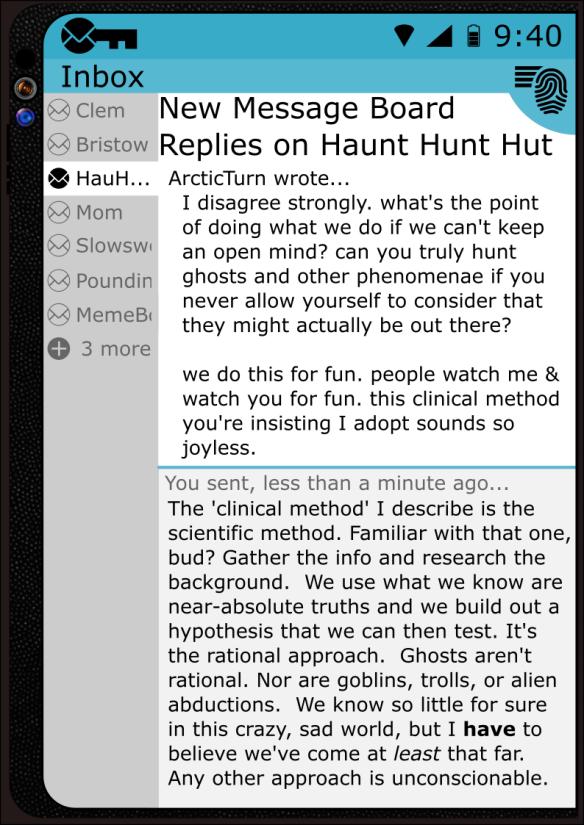 9:40
Inbox
Clem
Bristow
HauH...
Mom
Slowsw
Poundin
MemeB
3 more
New Message Board
Replies on Haunt Hunt Hut
ArcticTurn wrote...
I disagree strongly. what's the point
of doing what we do if we can't keep
an open mind? can you truly hunt
ghosts and other phenomenae if you
never allow yourself to consider that
they might actually be out there?
we do this for fun. people watch me &
watch you for fun. this clinical method
you're insisting I adopt sounds so
joyless.
You sent, less than a minute ago...
The 'clinical method' I describe is the
scientific method. Familiar with that one,
bud? Gather the info and research the
background.  We use what we know are
near-absolute truths and we build out a
hypothesis that we can then test. It's
the rational approach.  Ghosts aren't
rational. Nor are goblins, trolls, or alien
abductions.  We know so little for sure
in this crazy, sad world, but I have to
believe we've come at least that far.
Any other approach is unconscionable.